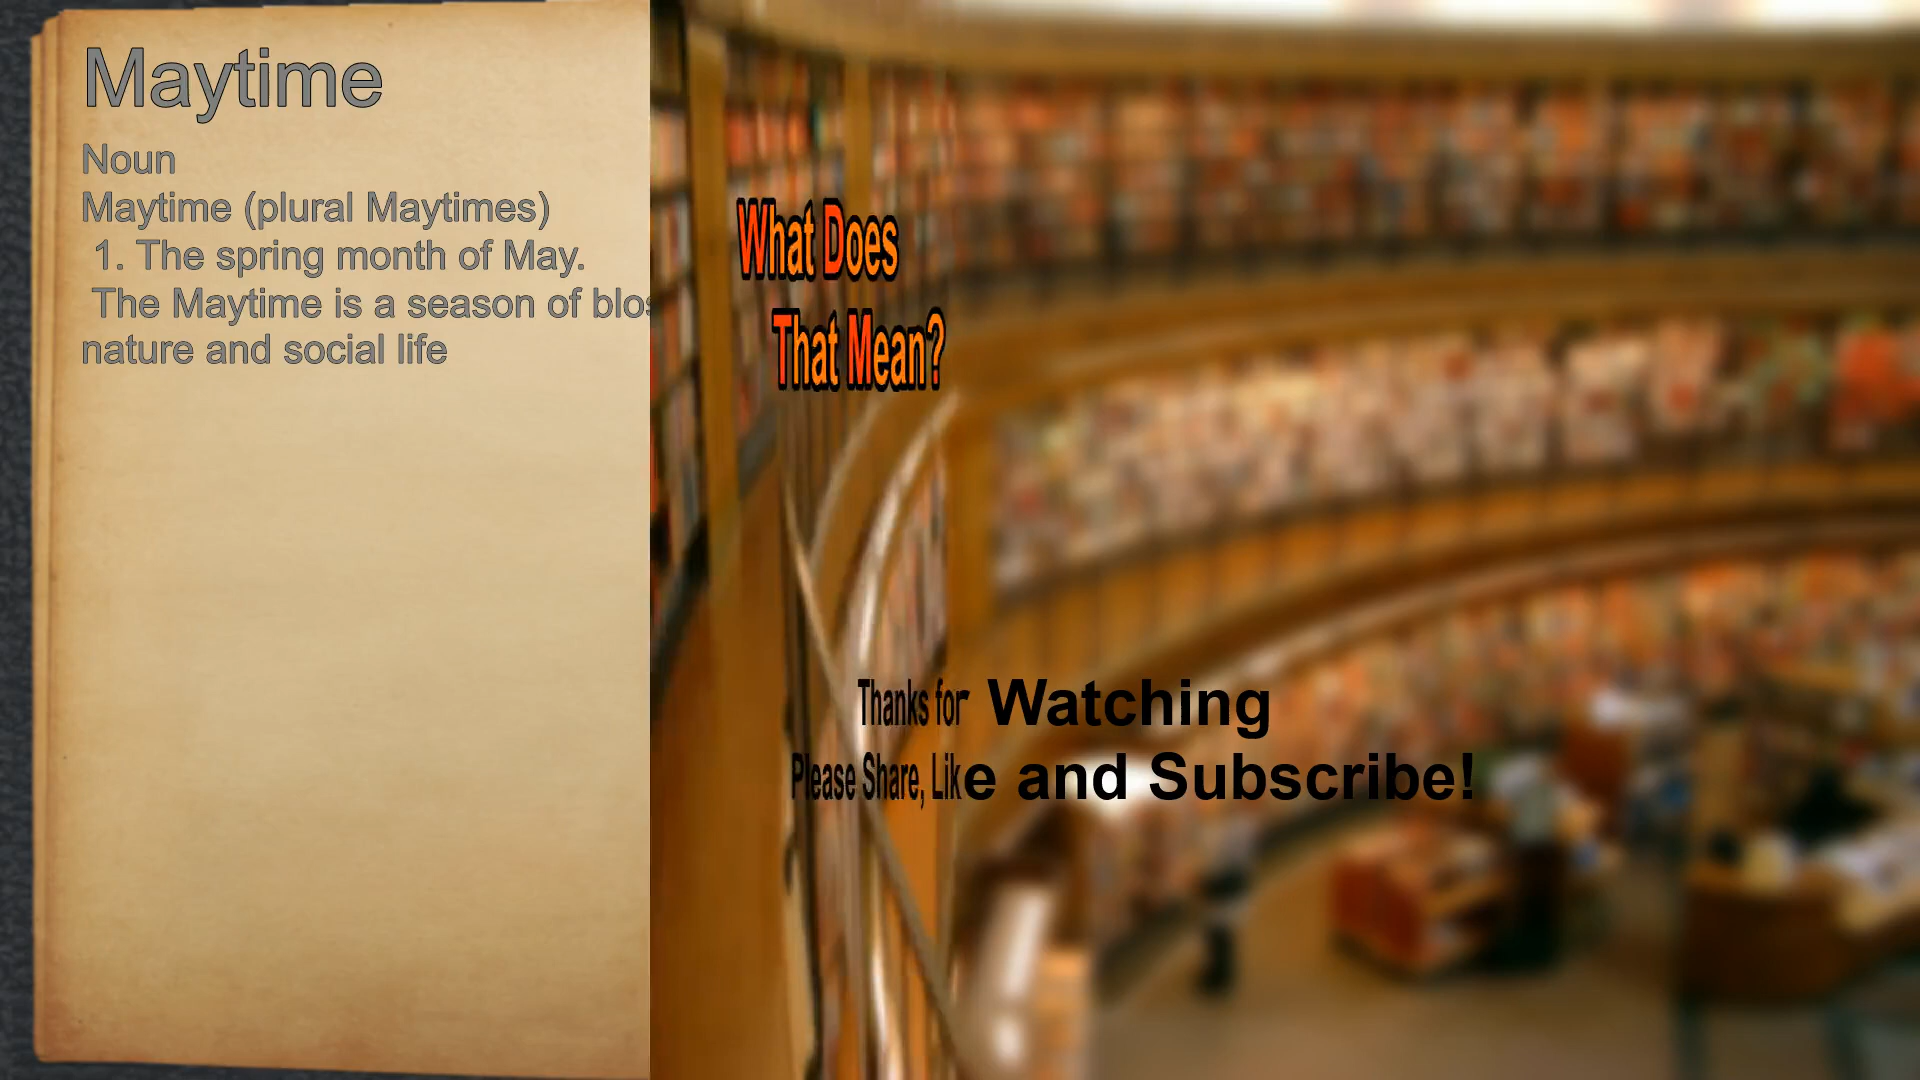 Maytime
Noun
Maytime (plural Maytimes)
1. The spring month of May.
The Maytime is a season of
nature and social life
What Does
That Mean?
Thanks for Watching
Please Share, Like and Subscribe!